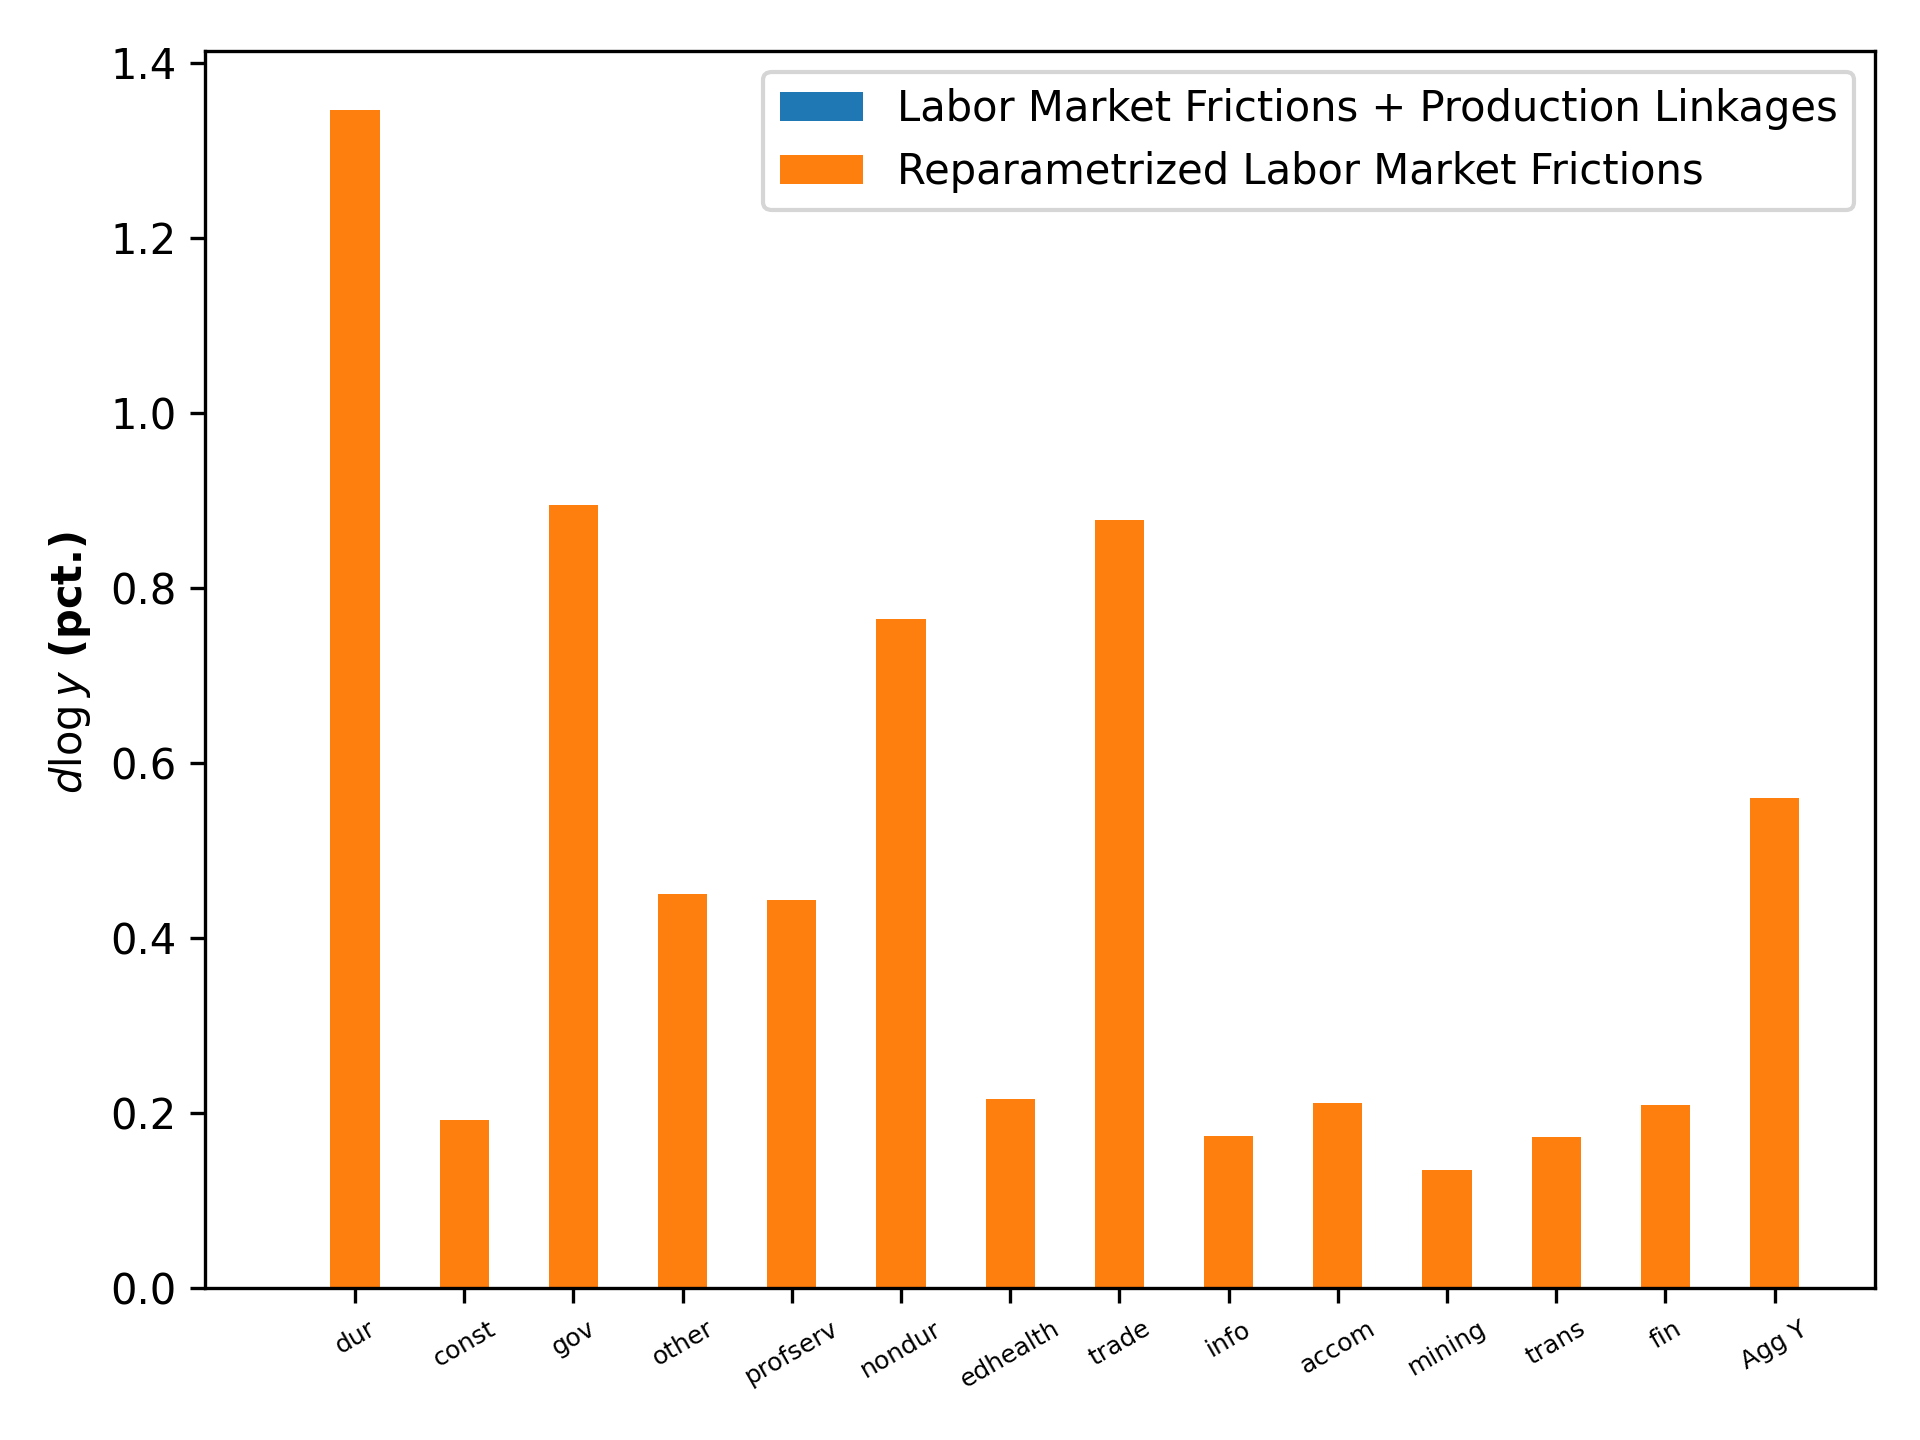 Labor Market Frictions + Production Linkages
Reparametrized Labor Market Frictions
1.4
1.2
1.0
0.8
0.6
0.4
0.2
0.0
dlog y (pct.)
dur
const
gov
other
profserv
nondur
edhealth
trade
info
accom
mining
trans
fin
Agg Y